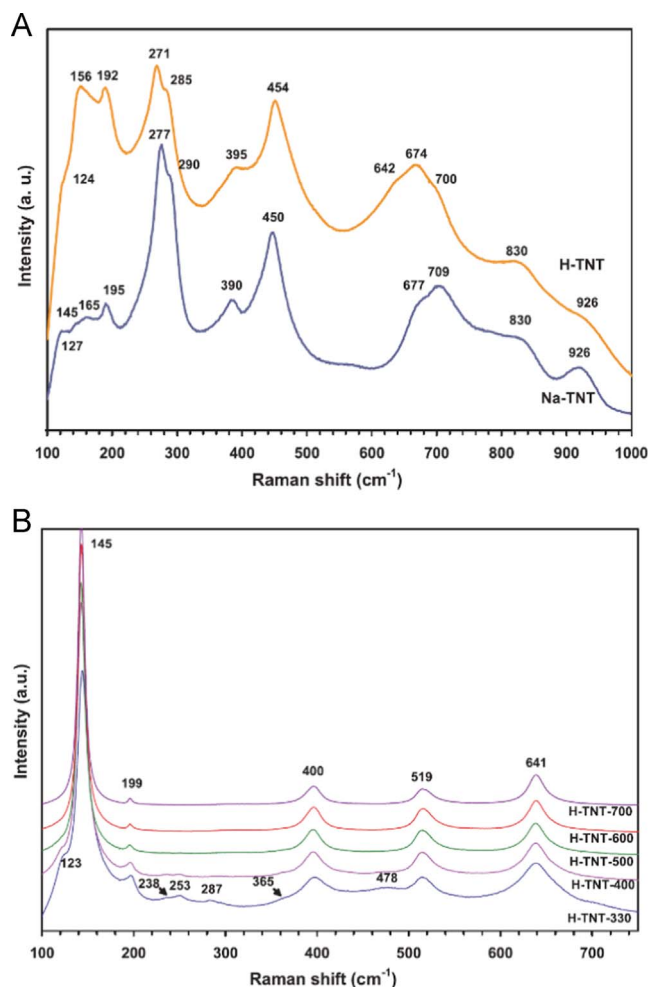 A
271
156 192 285 454
277
290 395 674
642 700
124
H-TNT
195 450 830
145 165 390 709
677 926
127 830
926
Na-TNT
Intensity (a. u.)
100 200 300 400 500 600 700 800 900 1000
Raman shift (cm-1)
B
145
199 400 519 641
H-TNT-700
H-TNT-600
H-TNT-500
123
238 253 287 365 478 H-TNT-400
H-TNT-330
Intensity (a.u.)
100 200 300 400 500 600 700
Raman shift (cm-1)